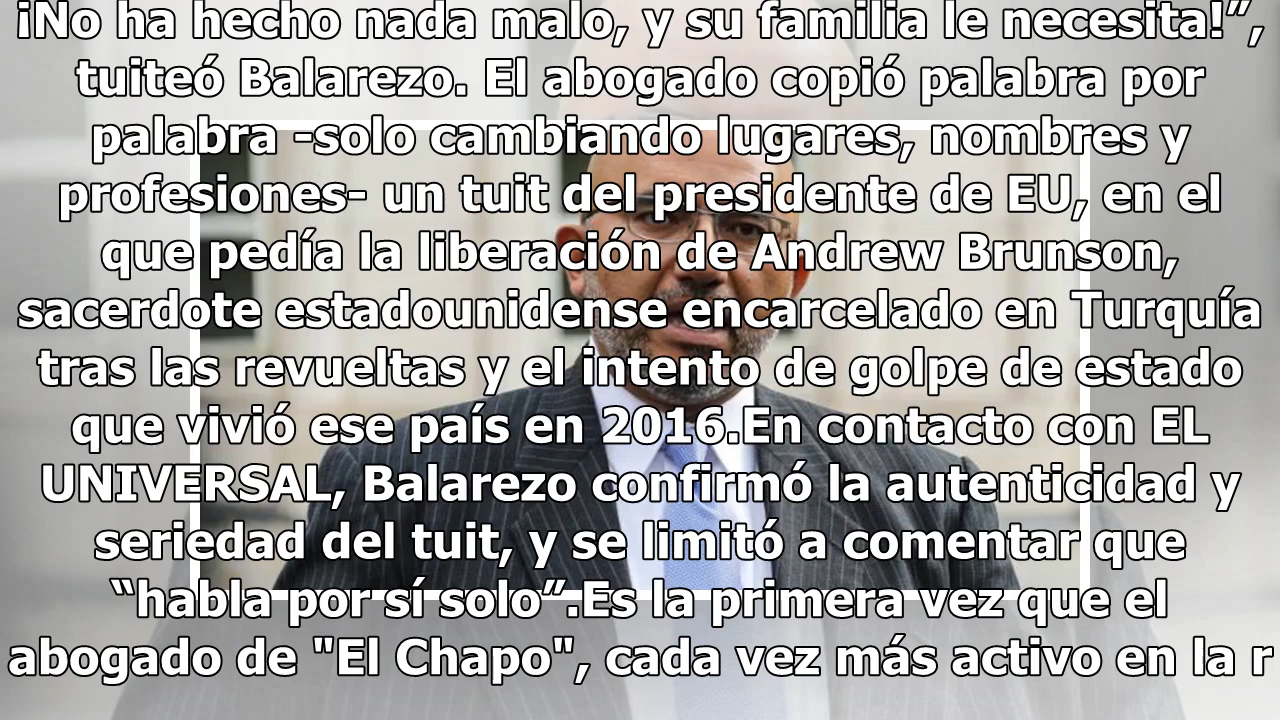 ¡No ha hecho nada malo, y su familia le necesita!”,
tuiteó Balarezo. El abogado copió palabra por
palabra -solo cambiando lugares, nombres y
profesiones- un tuit del presidente de EU, en el
que pedía la liberación de Andrew Brunson,
sacerdote estadounidense encarcelado en Turquía
tras las revueltas y el intento de golpe de estado
que vivió ese país en 2016.En contacto con EL
UNIVERSAL, Balarezo confirmó la autenticidad y
seriedad del tuit, y se limitó a comentar que
“habla por sí solo”.Es la primera vez que el
abogado de "El Chapo", cada vez más activo en la r